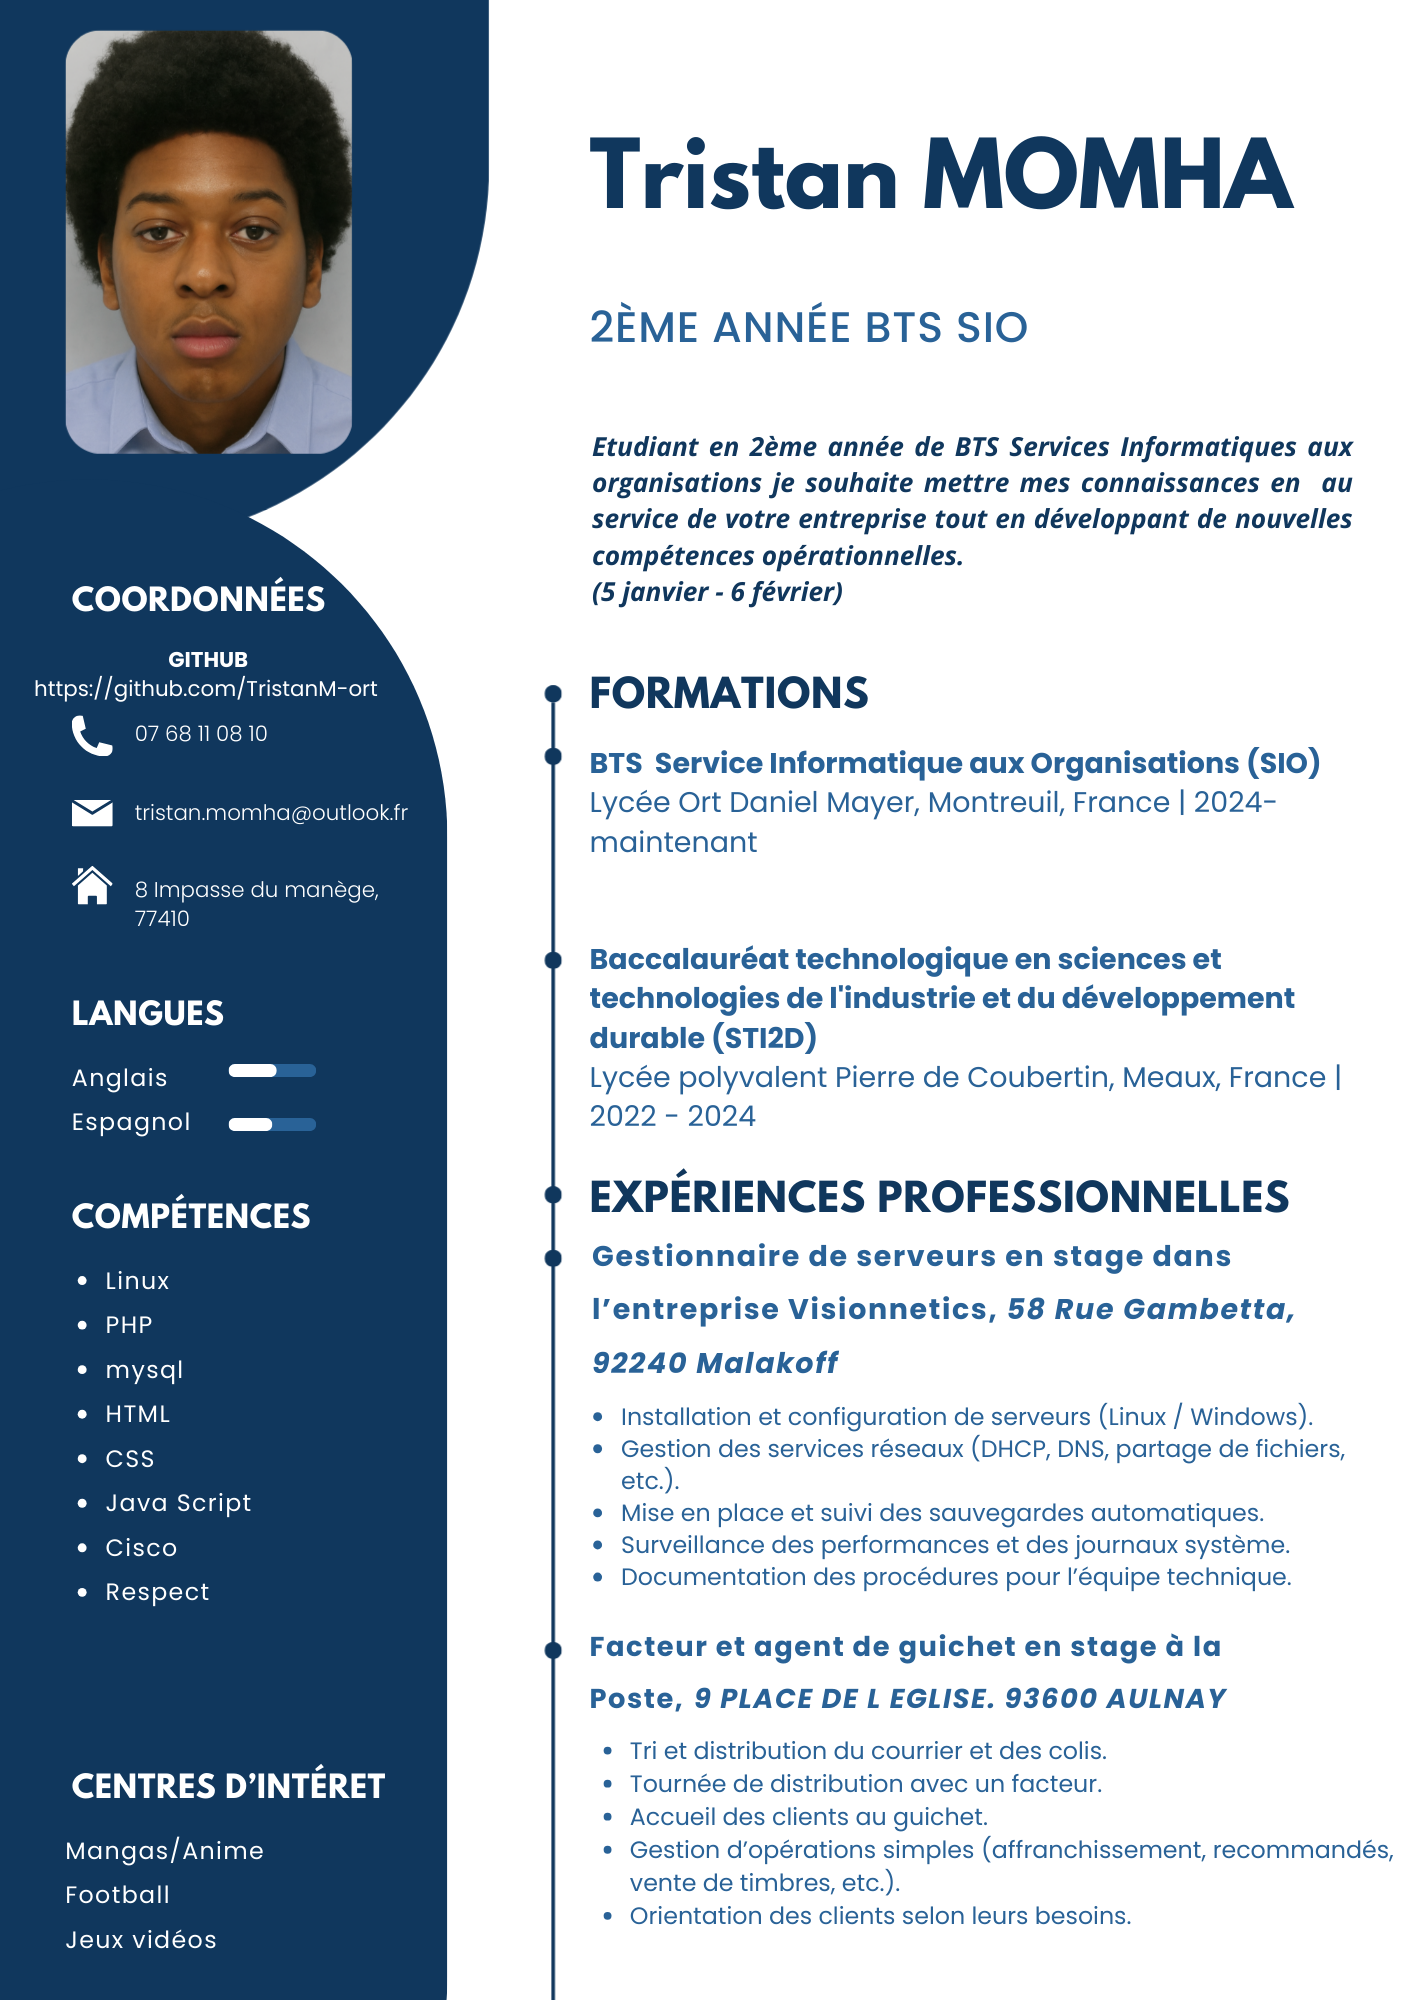 Tristan MOMHA
2ÈME ANNÉE BTS SIO
Etudiant en 2ème année de BTS Services Informatiques aux
organisations je souhaite mettre mes connaissances en au
service de votre entreprise tout en développant de nouvelles
compétences opérationnelles.
(5 janvier - 6 février)
COORDONNÉES
GITHUB
https://github.com/TristanM-ort
07 68 11 08 10
tristan.momha@outlook.fr
8 Impasse du manège,
77410
LANGUES
Anglais
Espagnol
COMPÉTENCES
• Linux
• PHP
• mysql
• HTML
• CSS
• Java Script
• Cisco
• Respect
CENTRES D’INTÉRET
Mangas/Anime
Football
Jeux vidéos
FORMATIONS
BTS Service Informatique aux Organisations (SIO)
Lycée Ort Daniel Mayer, Montreuil, France | 2024-
maintenant
Baccalauréat technologique en sciences et
technologies de l'industrie et du développement
durable (STI2D)
Lycée polyvalent Pierre de Coubertin, Meaux, France |
2022 - 2024
EXPÉRIENCES PROFESSIONNELLES
Gestionnaire de serveurs en stage dans
l’entreprise Visionnetics, 58 Rue Gambetta,
92240 Malakoff
• Installation et configuration de serveurs (Linux / Windows).
• Gestion des services réseaux (DHCP, DNS, partage de fichiers,
etc.).
• Mise en place et suivi des sauvegardes automatiques.
• Surveillance des performances et des journaux système.
• Documentation des procédures pour l’équipe technique.
Facteur et agent de guichet en stage à la
Poste, 9 PLACE DE L EGLISE. 93600 AULNAY
• Tri et distribution du courrier et des colis.
• Tournée de distribution avec un facteur.
• Accueil des clients au guichet.
• Gestion d’opérations simples (affranchissement, recommandés,
vente de timbres, etc.).
• Orientation des clients selon leurs besoins.